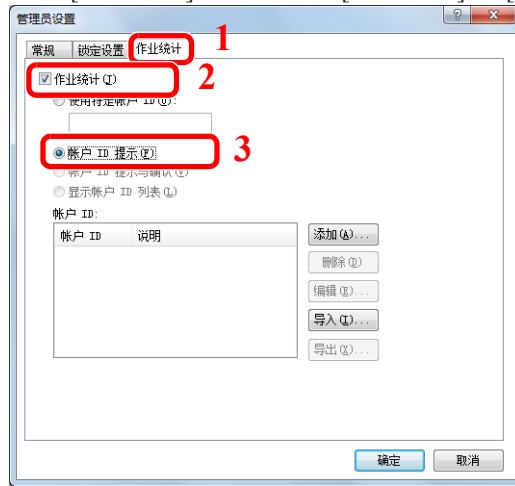 管理员设置
常规 锁定设置 作业统计 1
作业统计(T) 2
使用特定帐户 ID(U):
帐户 ID 提示(P) 3
帐户 ID 提示与确认(V)
显示帐户 ID 列表(L)
帐户 ID:
帐户 ID 说明
添加(A)...
删除(D)
编辑(E)...
导入(I)...
导出(X)...
确定 取消